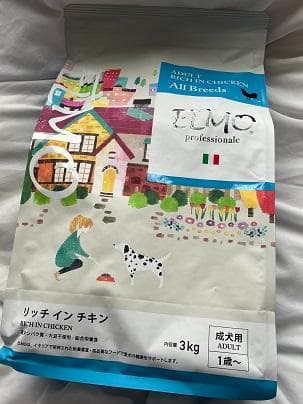 ADULT
RICH IN CHICKEN
All Breeds
ELMO
professionale
リッチ イン チキン
RICH IN CHICKEN
内容量 3kg
成犬用
ADULT
1歳～